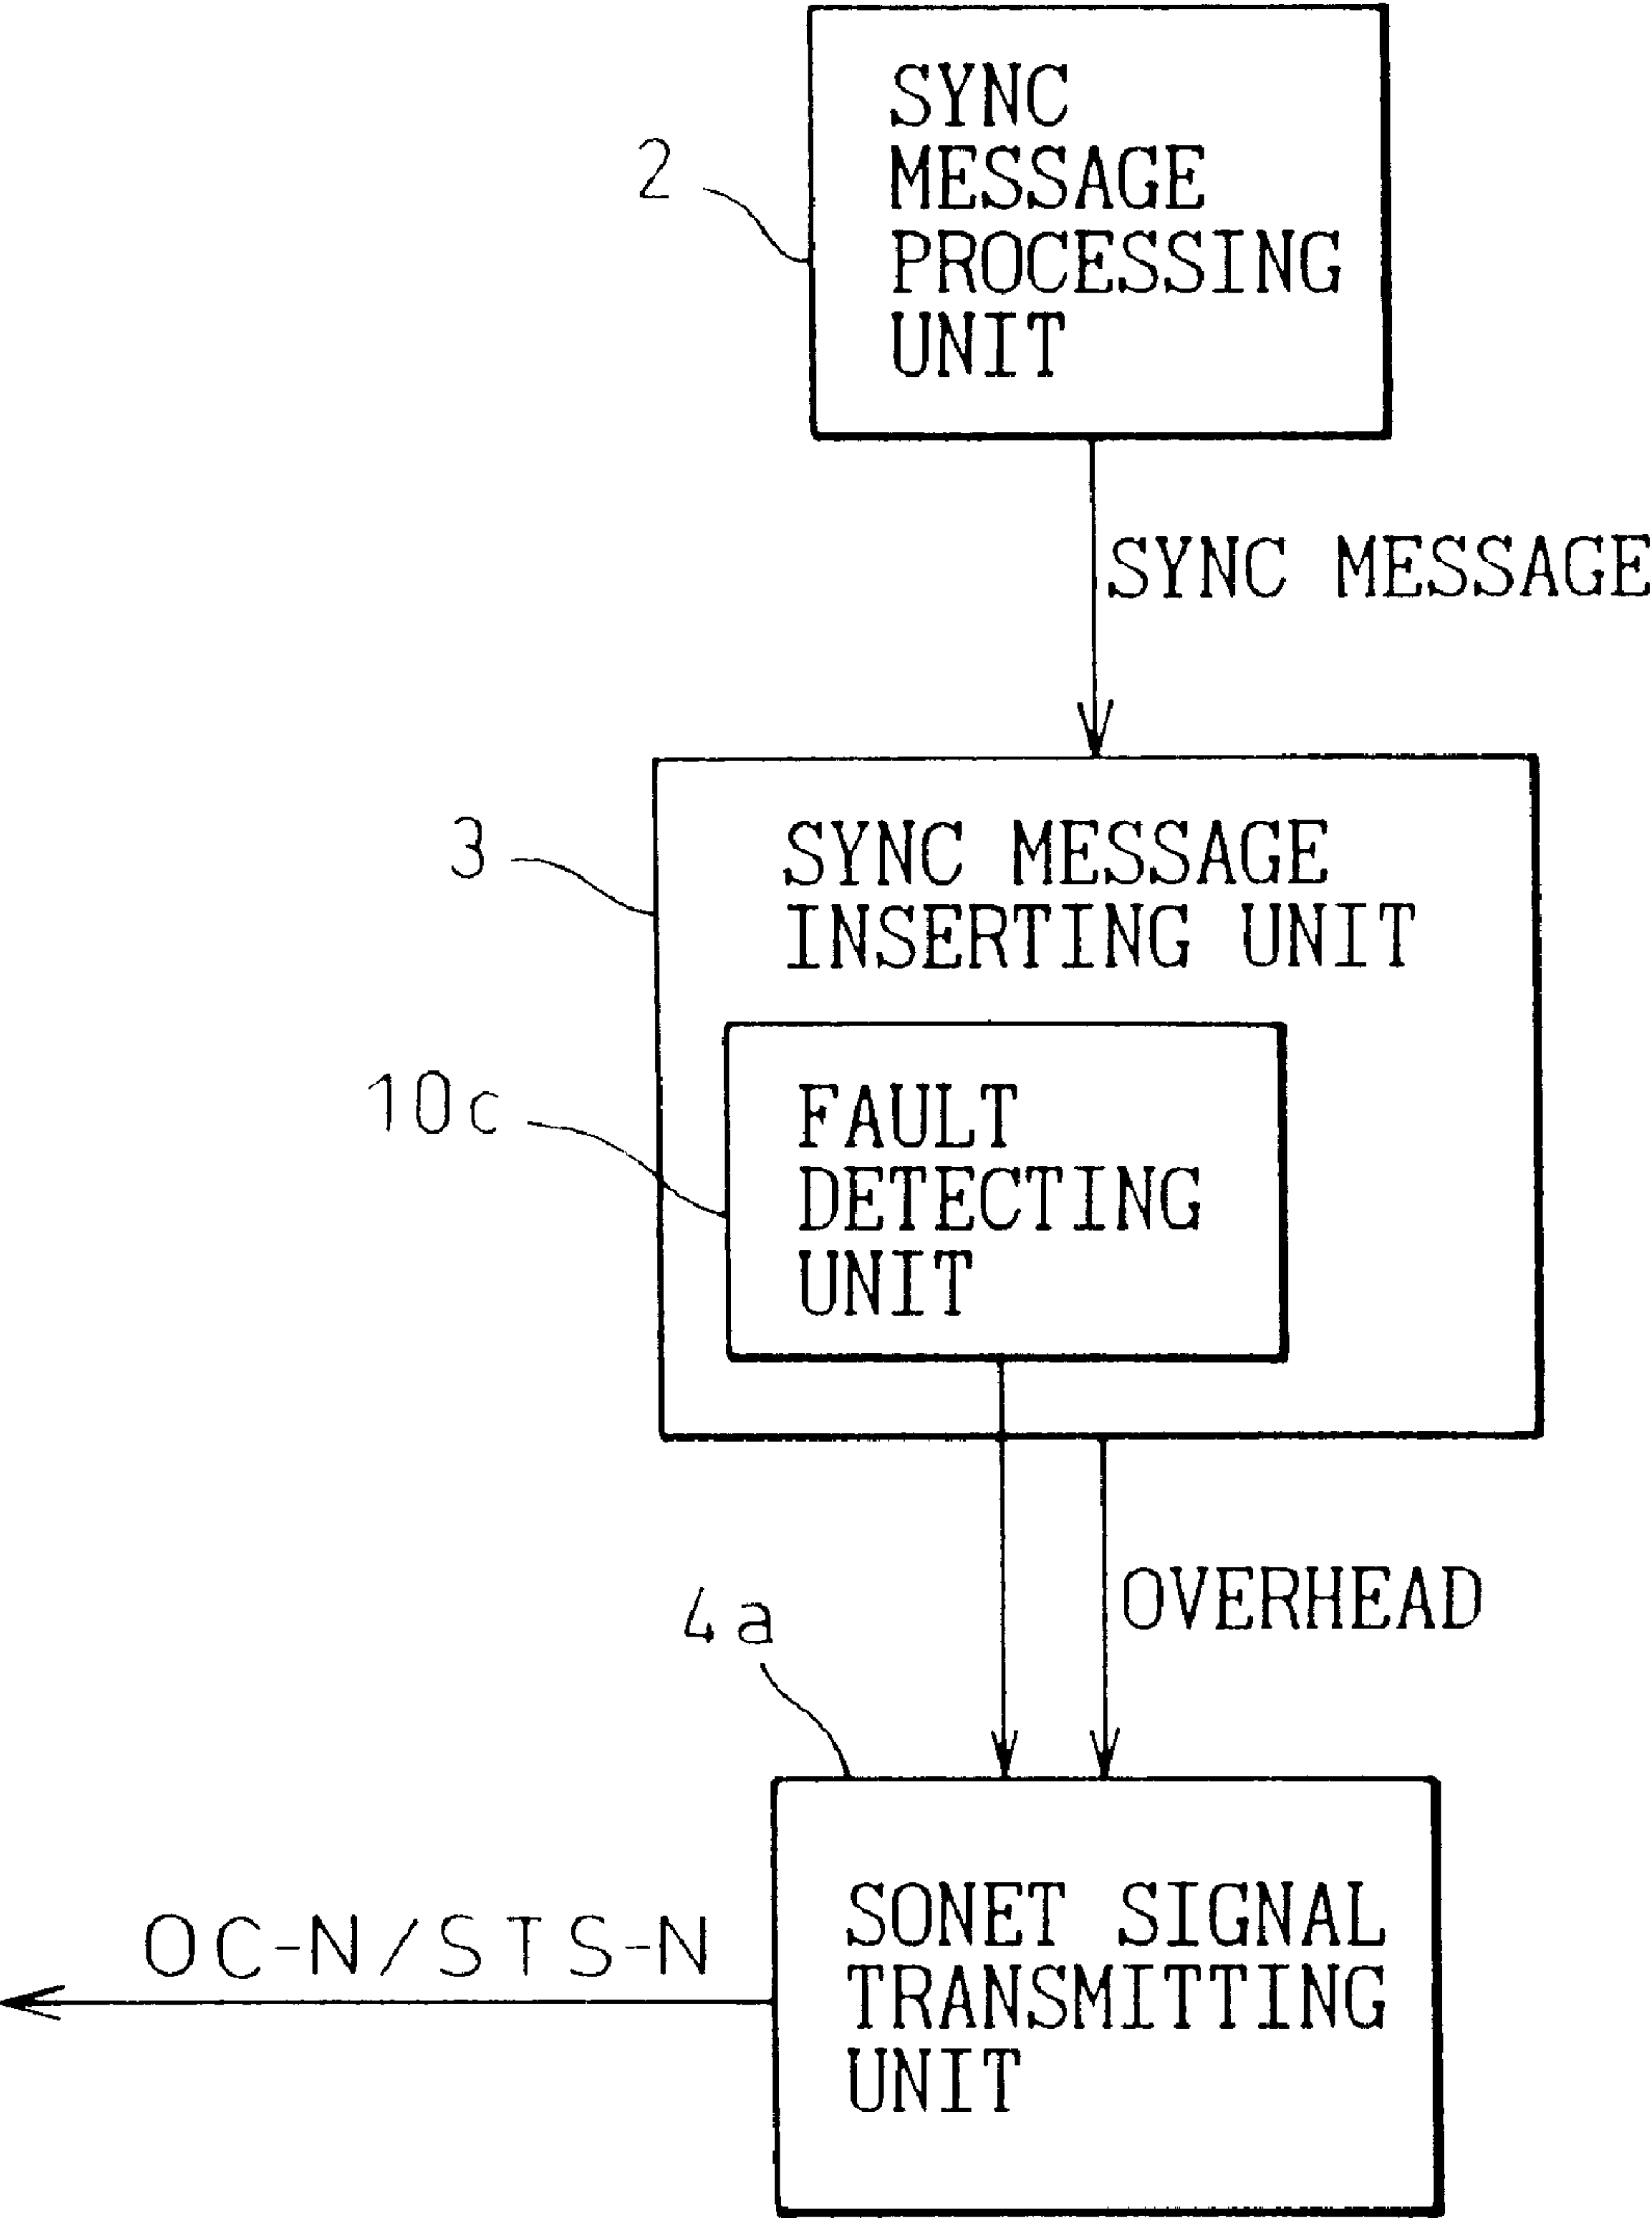 SYNC
MESSAGE
PROCESSING
UNIT
2
SYNC MESSAGE
3
SYNC MESSAGE
INSERTING UNIT
10c
FAULT
DETECTING
UNIT
OVERHEAD
4a
SONET SIGNAL
TRANSMITTING
UNIT
OC-N/STS-N